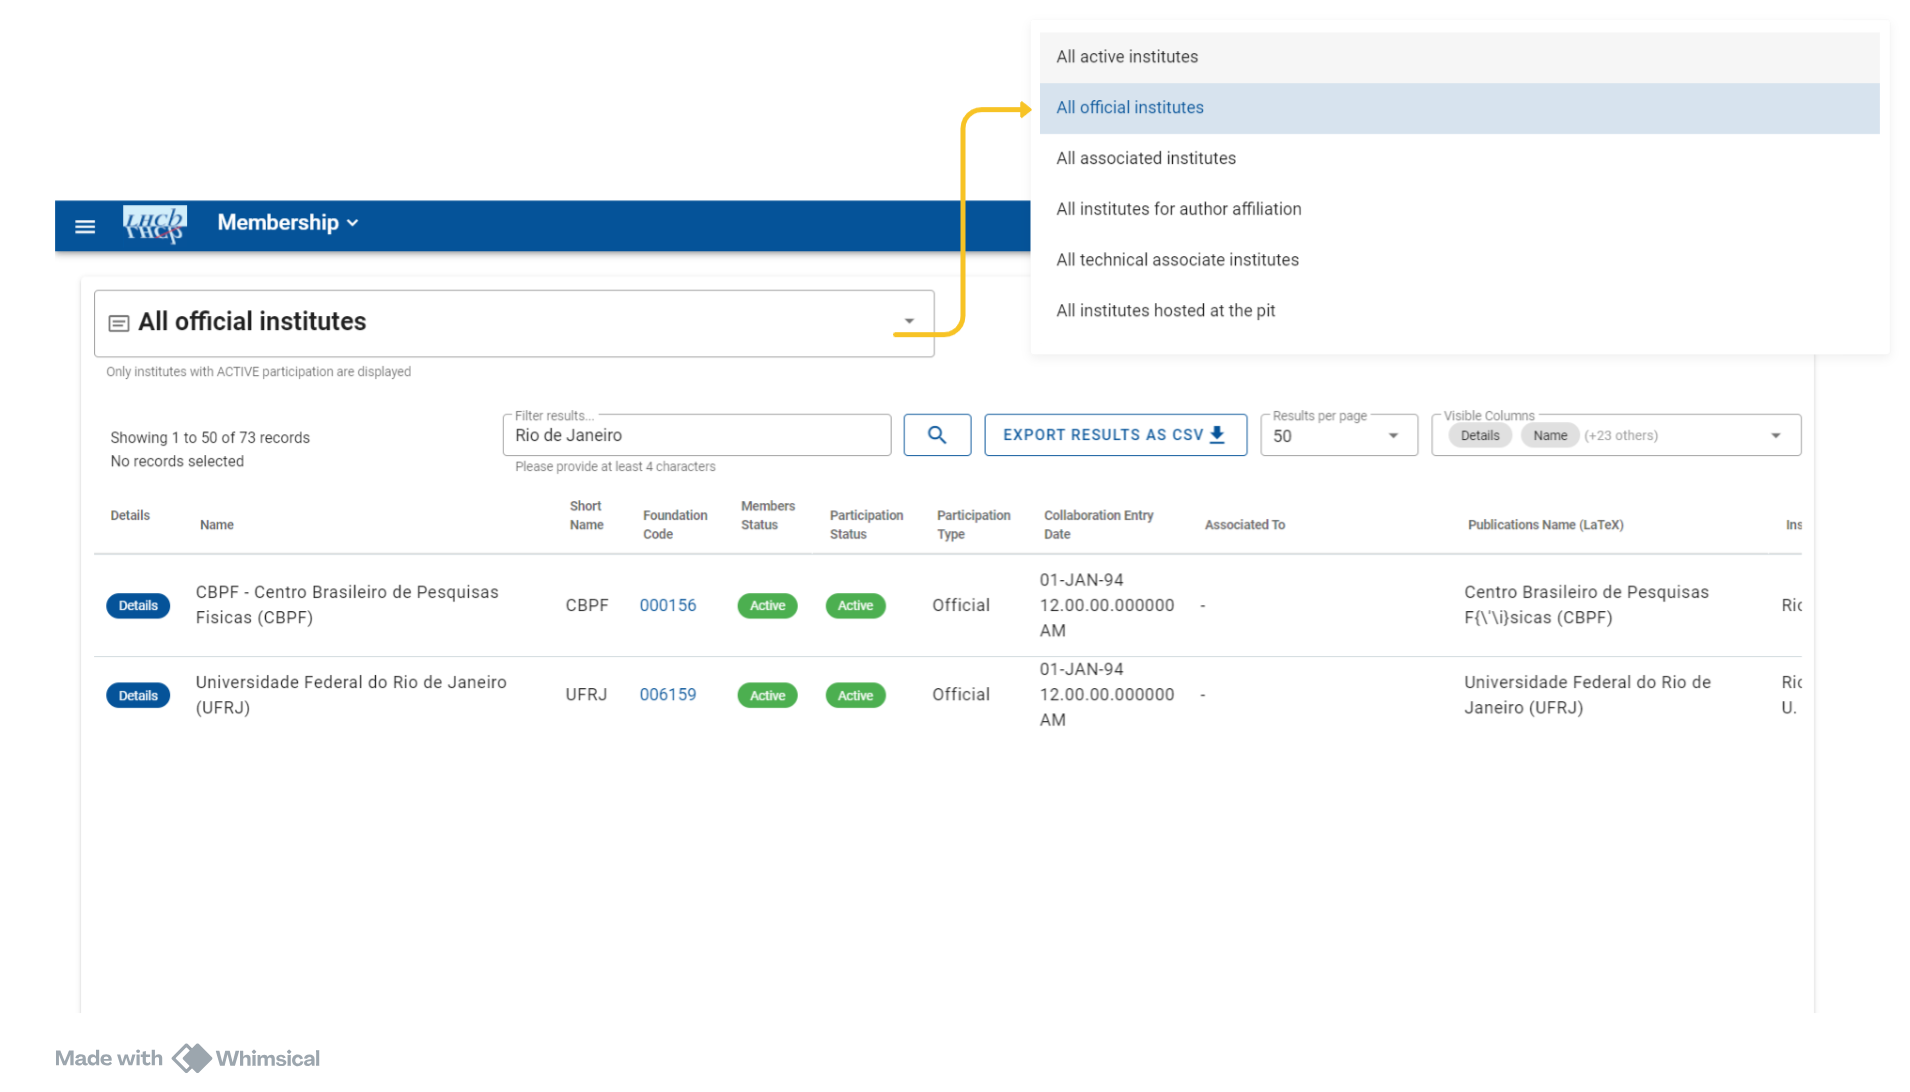 All active institutes
All official institutes
All associated institutes
All institutes for author affiliation
All technical associate institutes
All institutes hosted at the pit
LHCb
Membership
All official institutes
Only institutes with ACTIVE participation are displayed
Showing 1 to 50 of 73 records
No records selected
Filter results...
Rio de Janeiro
Please provide at least 4 characters
EXPORT RESULTS AS CSV
Results per page
50
Visible Columns
Details Name (+23 others)
Details
Name
Short
Name
Foundation
Code
Members
Status
Participation
Status
Participation
Type
Collaboration Entry
Date
Associated To
Publications Name (LaTeX)
Ins
Details
CBPF - Centro Brasileiro de Pesquisas
Fisicas (CBPF)
CBPF
000156
Active
Active
Official
01-JAN-94
12.00.00.000000
AM
-
Centro Brasileiro de Pesquisas
F{\'\i}sicas (CBPF)
Ric
Details
Universidade Federal do Rio de Janeiro
(UFRJ)
UFRJ
006159
Active
Active
Official
01-JAN-94
12.00.00.000000
AM
-
Universidade Federal do Rio de
Janeiro (UFRJ)
Ric
U.
Made with Whimsical